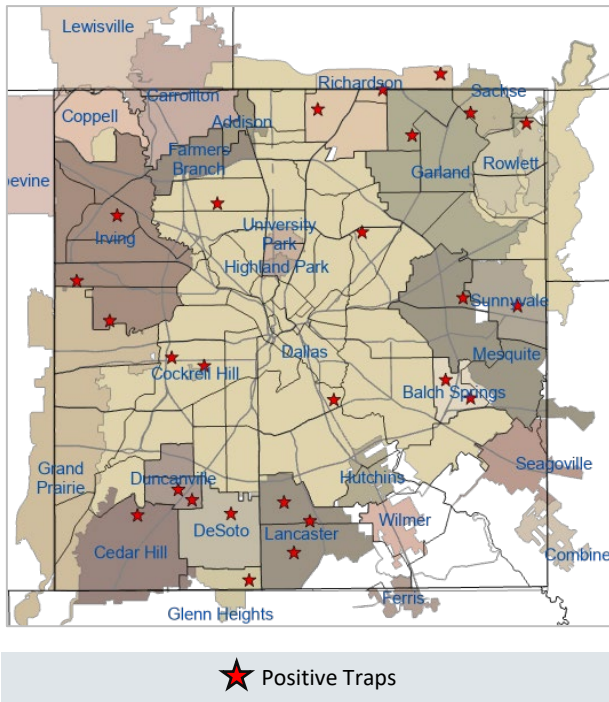 Lewisville
Richardson
Carrollton
Sachse
Coppell
Addison
Farmers
Branch
Garland
Rowlett
pevine
University
Park
Irving
Highland Park
Sunnyvale
Dallas
Mesquite
Cockrell Hill
Balch Springs
Seagoville
Grand
Prairie
Duncanville
Hutchins
DeSoto
Lancaster
Wilmer
Cedar Hill
Combine
Ferris
Glenn Heights
Positive Traps